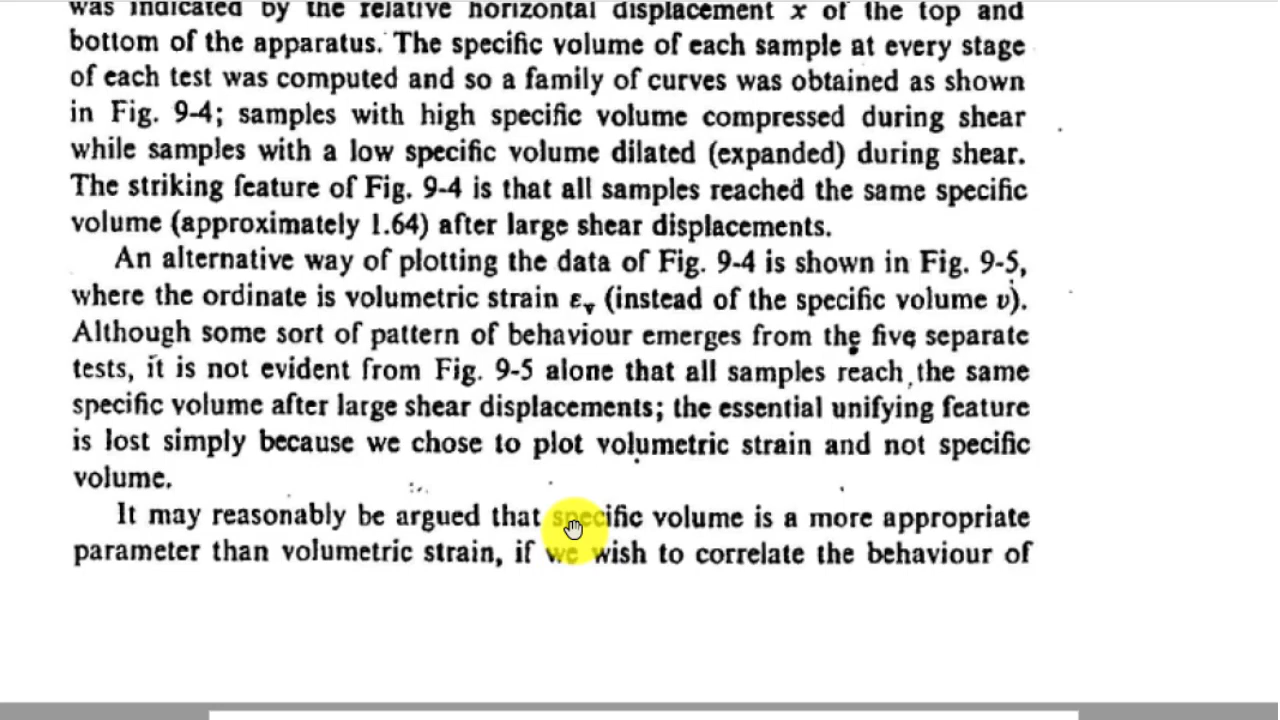 was indicated by the relative horizontal displacement x of the top and
bottom of the apparatus. The specific volume of each sample at every stage
of each test was computed and so a family of curves was obtained as shown
in Fig. 9-4; samples with high specific volume compressed during shear
while samples with a low specific volume dilated (expanded) during shear.
The striking feature of Fig. 9-4 is that all samples reached the same specific
volume (approximately 1.64) after large shear displacements.
An alternative way of plotting the data of Fig. 9-4 is shown in Fig. 9-5,
where the ordinate is volumetric strain εᵥ (instead of the specific volume v).
Although some sort of pattern of behaviour emerges from the five separate
tests, it is not evident from Fig. 9-5 alone that all samples reach the same
specific volume after large shear displacements; the essential unifying feature
is lost simply because we chose to plot volumetric strain and not specific
volume.
It may reasonably be argued that specific volume is a more appropriate
parameter than volumetric strain, if we wish to correlate the behaviour of